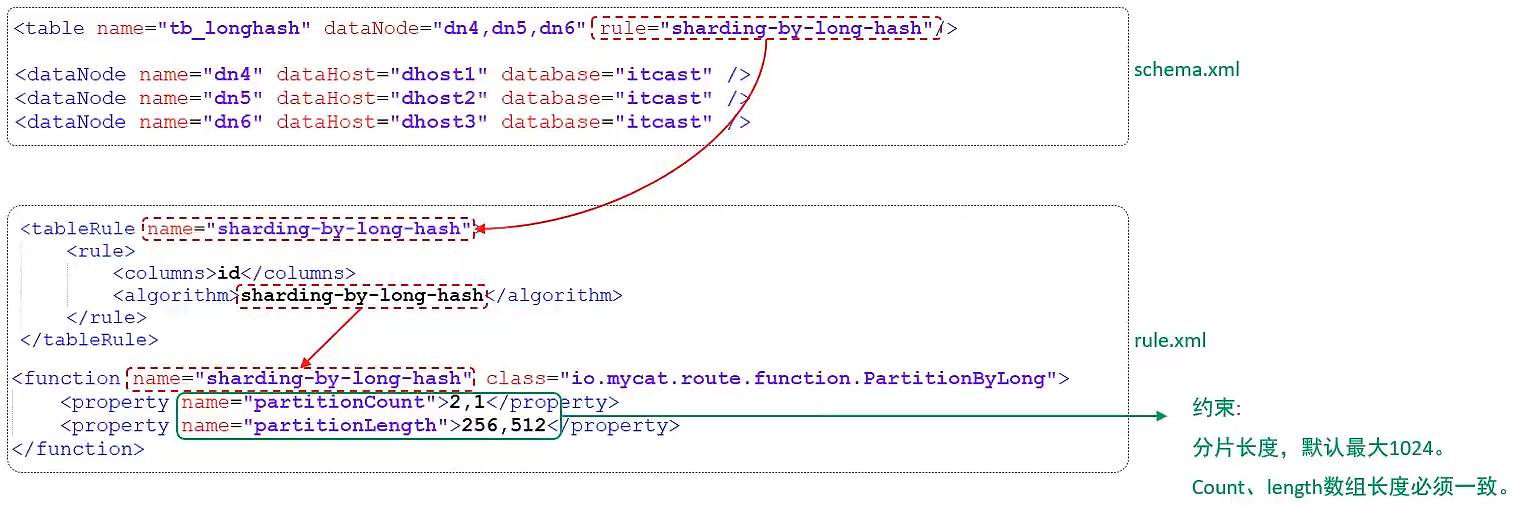 <table name="tb_longhash" dataNode="dn4,dn5,dn6" rule="sharding-by-long-hash"/>
<dataNode name="dn4" dataHost="dhost1" database="itcast" />
<dataNode name="dn5" dataHost="dhost2" database="itcast" />
<dataNode name="dn6" dataHost="dhost3" database="itcast" />
schema.xml
<tableRule name="sharding-by-long-hash">
<rule>
<columns>id</columns>
<algorithm>sharding-by-long-hash</algorithm>
</rule>
</tableRule>
<function name="sharding-by-long-hash" class="io.mycat.route.function.PartitionByLong">
<property name="partitionCount">2,1</property>
<property name="partitionLength">256,512</property>
</function>
rule.xml
约束:
分片长度，默认最大1024。
Count、length数组长度必须一致。